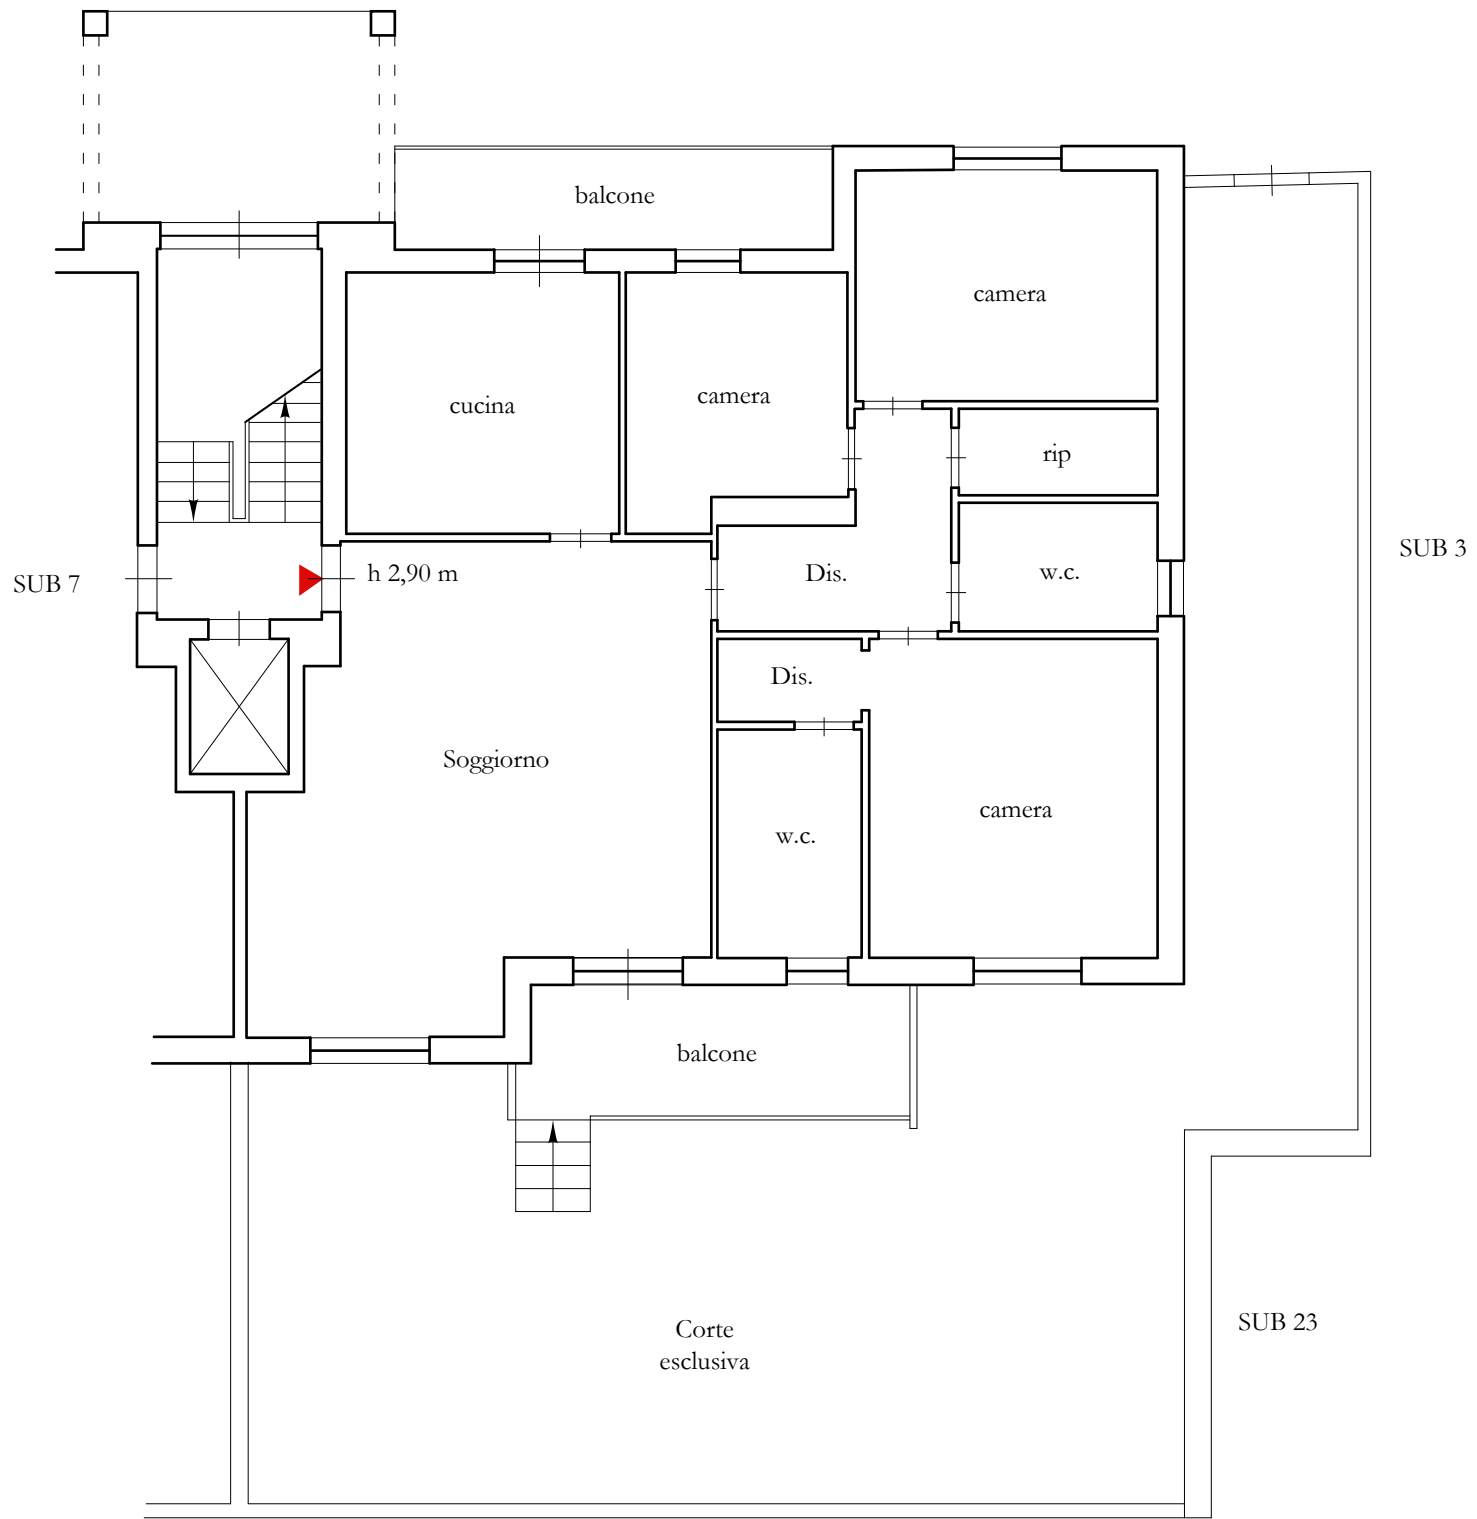 balcone
camera
camera
cucina
rip
SUB 3
h 2,90 m
Dis.
w.c.
SUB 7
Dis.
Soggiorno
camera
w.c.
balcone
Corte
esclusiva
SUB 23